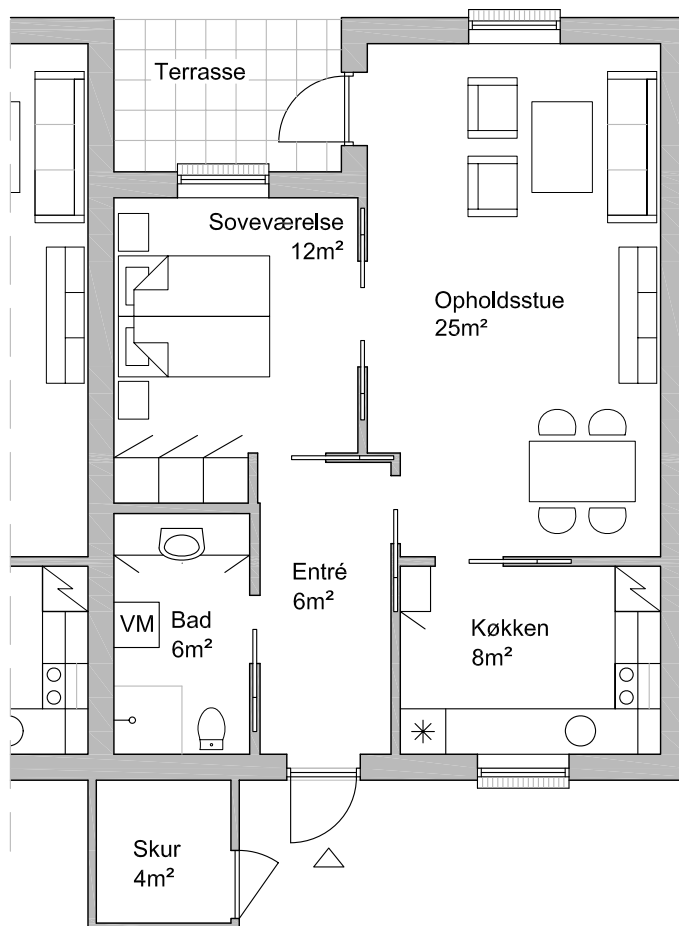 Terrasse
Soveværelse
12m²
Opholdsstue
25m²
Entré
6m²
VM
Bad
6m²
Køkken
8m²
Skur
4m²